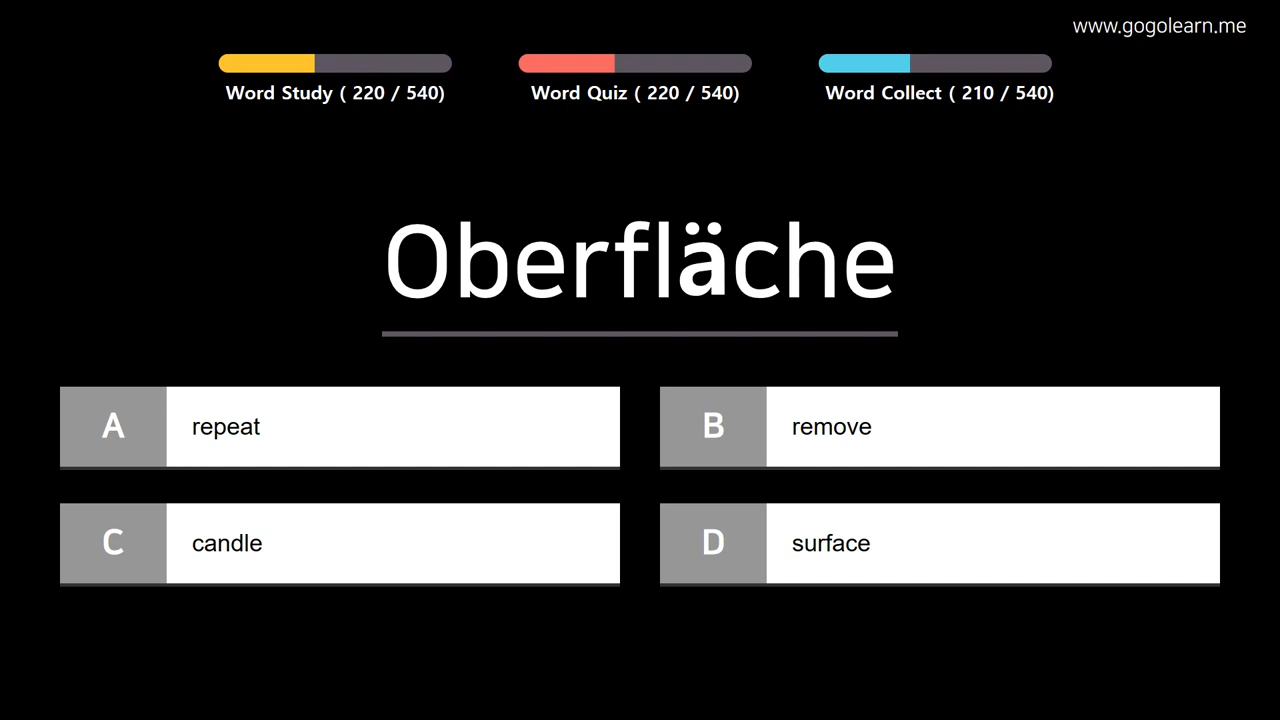 www.gogolearn.me
Word Study ( 220 / 540)
Word Quiz ( 220 / 540)
Word Collect ( 210 / 540)
Oberfläche
A repeat
B remove
C candle
D surface